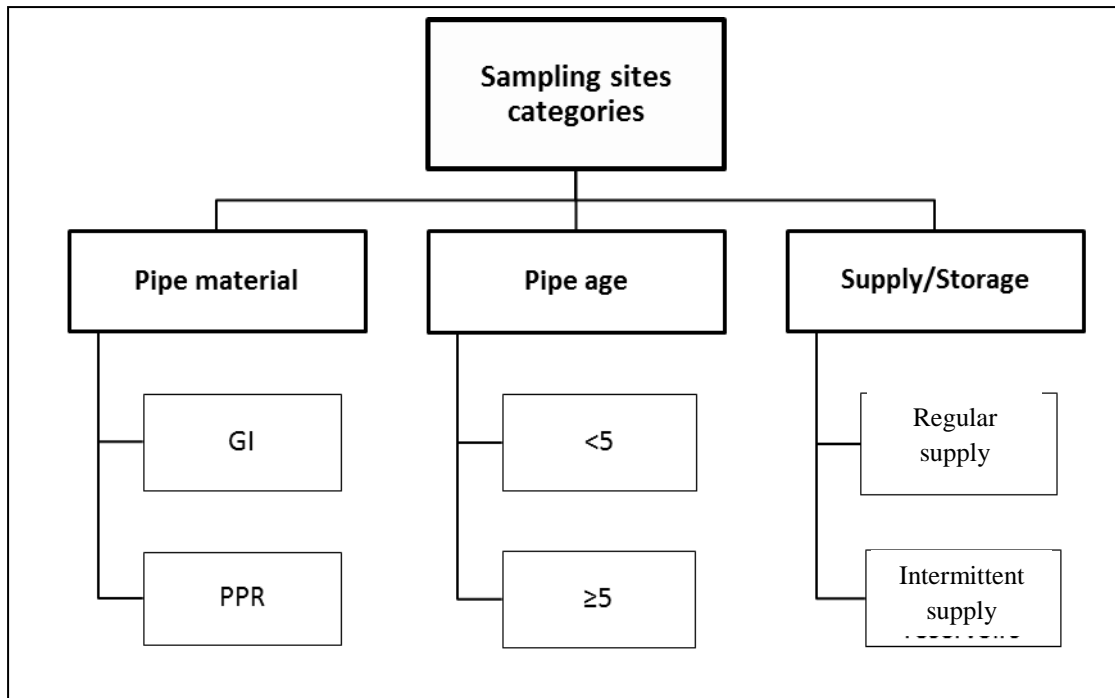 Sampling sites
categories
Pipe material
Pipe age
Supply/Storage
GI
<5
Regular
supply
PPR
≥5
Intermittent
supply